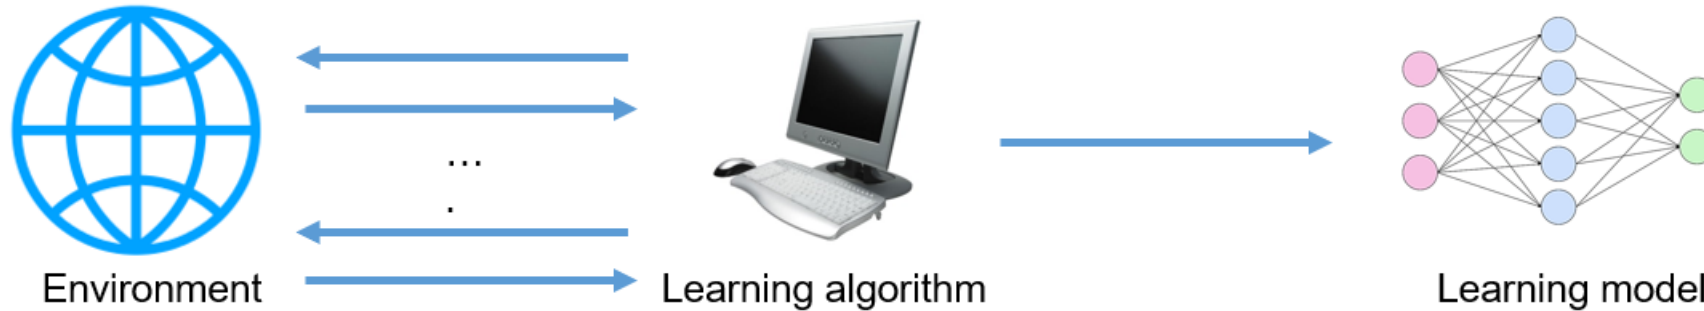 ...
.
Environment
Learning algorithm
Learning model